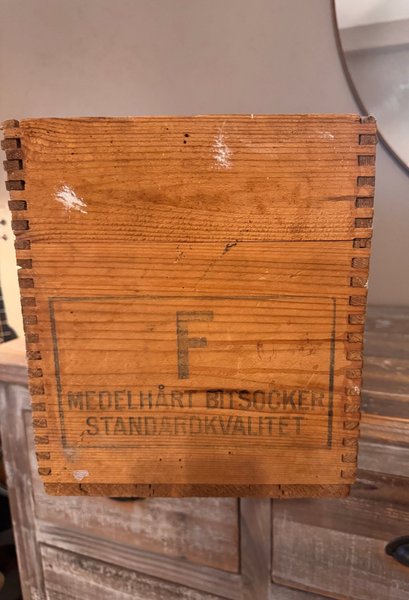 F
MEDELHÅRT BITSOCKER
STANDARDKVALITET